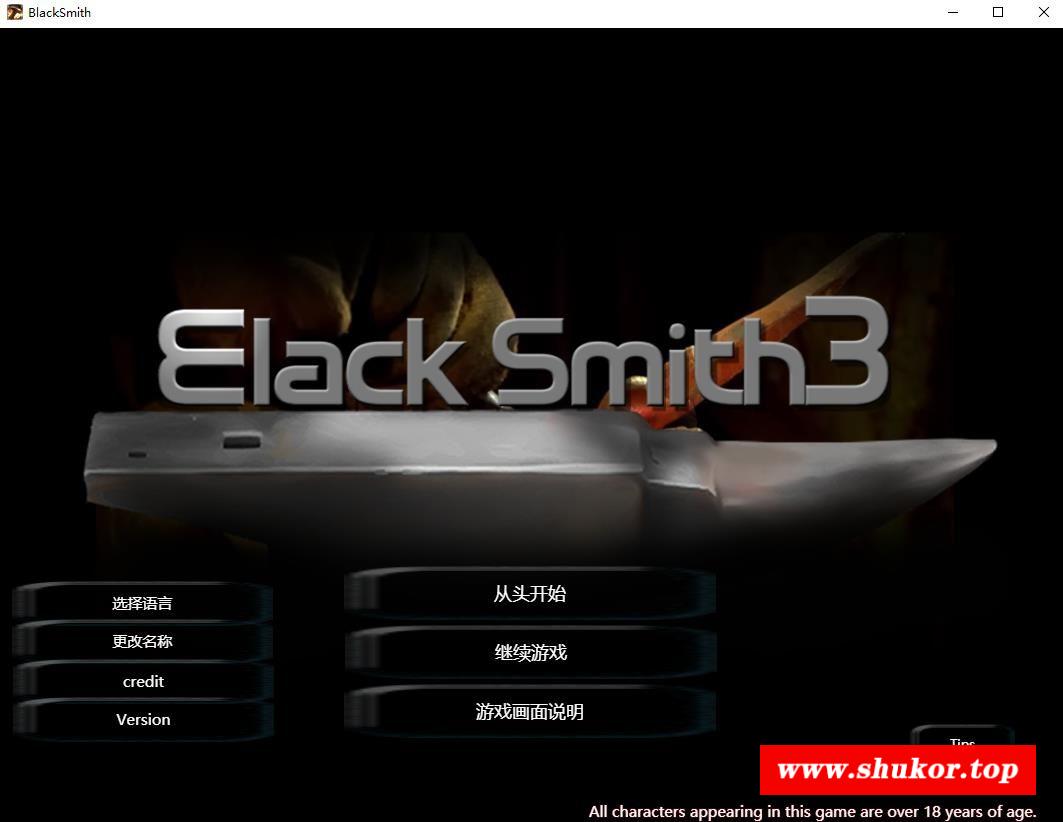 BlackSmith
Elack Smith3
选择语言
更改名称
credit
Version
从头开始
继续游戏
游戏画面说明
Tips
www.shukor.top
All characters appearing in this game are over 18 years of age.